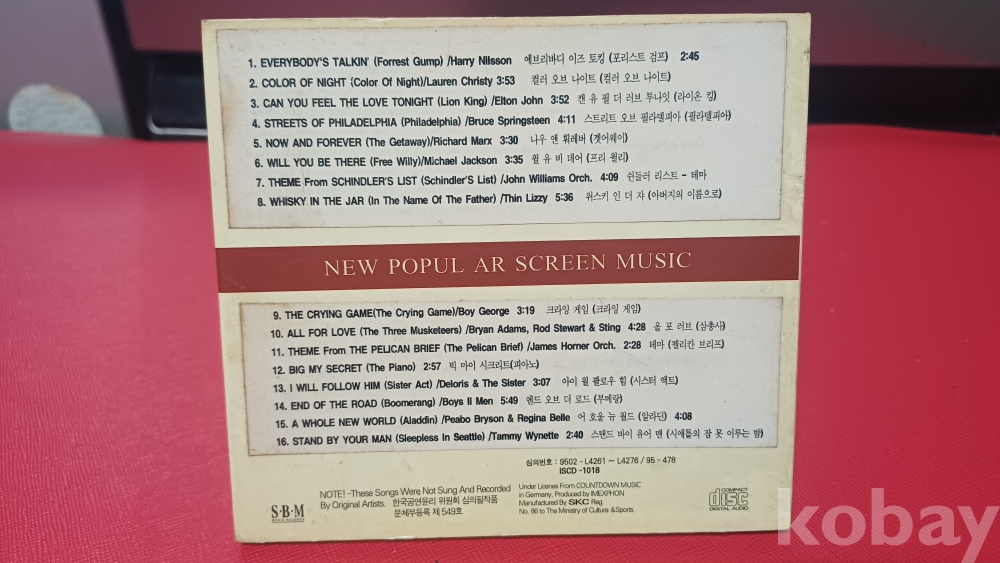 1. EVERYBODY'S TALKIN' (Forrest Gump) /Harry Nilsson 에브리바디 이즈 토킹 (포리스트 검프) 2:45
2. COLOR OF NIGHT {Color Of Night)/Lauren Christy 3:53 컬러 오브 나이트 (컬러 오브 나이트)
3. CAN YOU FEEL THE LOVE TONIGHT (Lion King) /Elton John 3:52 캔 유 필 더 러브 투나잇 (라이온 킹)
4. STREETS OF PHILADELPHIA (Philadelphia) /Bruce Springsteen 4:11 스트리트 오브 필라델피아 (필라델피아)
5. NOW AND FOREVER (The Getaway)/Richard Marx 3:30 나우 앤 훠레버 (겟어웨이)
6. WILL YOU BE THERE (Free Willy)/Michael Jackson 3:35 윌 유 비 데어 (프리 윌리)
7. THEME From SCHINDLER'S LIST (Schindler'S List) /John Williams Orch. 4:09 쉰들러 리스트 - 테마
8. WHISKY IN THE JAR (In The Name Of The Father) /Thin Lizzy 5:36 위스키 인 더 쟈 (아버지의 이름으로)
NEW POPUL AR SCREEN MUSIC
9. THE CRYING GAME(The Crying Game)/Boy George 3:19 크라잉 게임 (크라잉 게임)
10. ALL FOR LOVE (The Three Musketeers) /Bryan Adams, Rod Stewart & Sting 4:28 올 포 러브 (삼총사)
11. THEME From THE PELICAN BRIEF (The Pelican Brief) /James Horner Orch. 2:28 테마 (펠리칸 브리프)
12. BIG MY SECRET (The Piano) 2:57 빅 마이 시크리트(피아노)
13. I WILL FOLLOW HIM (Sister Act) /Deloris & The Sister 3:07 아이 윌 팔로우 힘 (시스터 액트)
14. END OF THE ROAD (Boomerang) /Boys II Men 5:49 엔드 오브 더 로드 (부메랑)
15. A WHOLE NEW WORLD (Aladdin) /Peabo Bryson & Regina Belle 어 호울 뉴 월드 (알라딘) 4:08
16. STAND BY YOUR MAN (Sleepless In Seattle) /Tammy Wynette 2:40 스탠드 바이 유어 맨 (시애틀의 잠 못 이루는 밤)
심의번호 : 9502 - L4261 ~ L4276 / 95 - 478
ISCD -1018
S·B·M
NOTE! -These Songs Were Not Sung And Recorded
By Original Artists. 한국공연윤리 위원회 심의필작품
문체부등록 제 549호
Under Licenes From COUNTDOWN MUSIC
in Germany, Produced by IMEXPHON
Manufactured By SKC Reg.
No. 86 to The Ministry of Culture & Sports.
COMPACT
disc
DIGITAL AUDIO
kobay